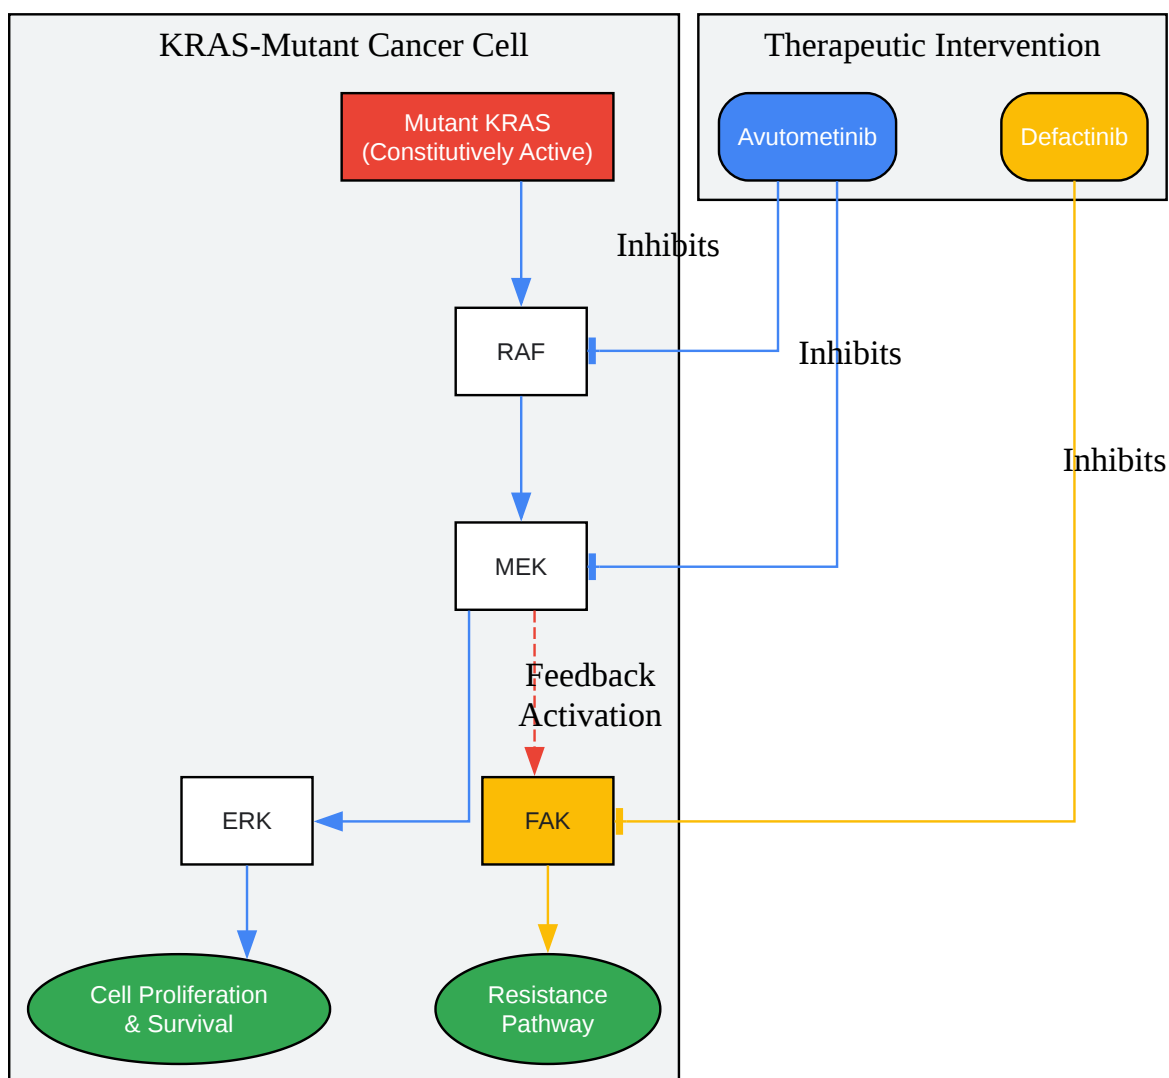 KRAS-Mutant Cancer Cell
Therapeutic Intervention
Mutant KRAS
(Constitutively Active)
Avutometinib
Defactinib
Inhibits
RAF
Inhibits
Inhibits
MEK
Feedback
Activation
ERK
FAK
Cell Proliferation
& Survival
Resistance
Pathway